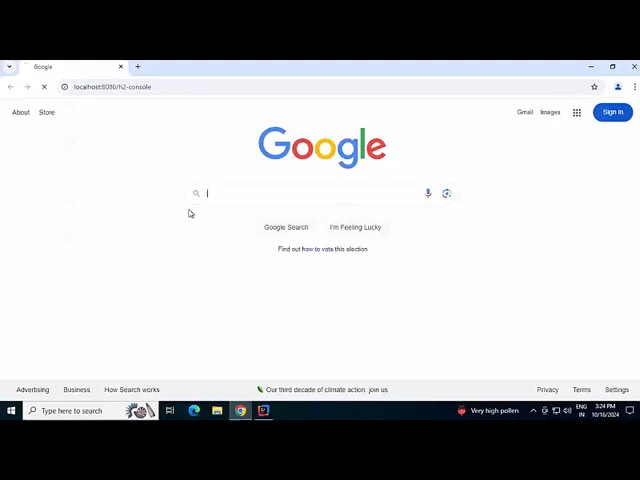 Google
localhost:8080/h2-console
About Store Gmail Images Sign in
Google
Google Search I'm Feeling Lucky
Find out how to vote this election
Advertising Business How Search works Our third decade of climate action: join us Privacy Terms Settings
Type here to search Very high pollen ENG IN 3:24 PM 10/16/2024